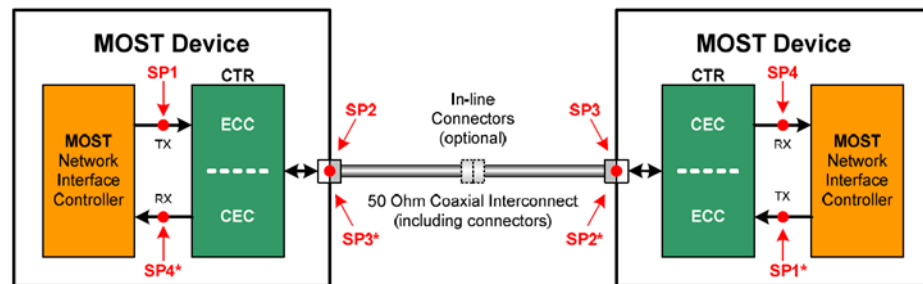 MOST Device
SP1
CTR
MOST
Network
Interface
Controller
TX
RX
ECC
CEC
SP4*
SP2
SP3*
In-line
Connectors
(optional)
50 Ohm Coaxial Interconnect
(including connectors)
SP3
SP2*
MOST Device
CTR
SP4
CEC
ECC
RX
TX
MOST
Network
Interface
Controller
SP1*